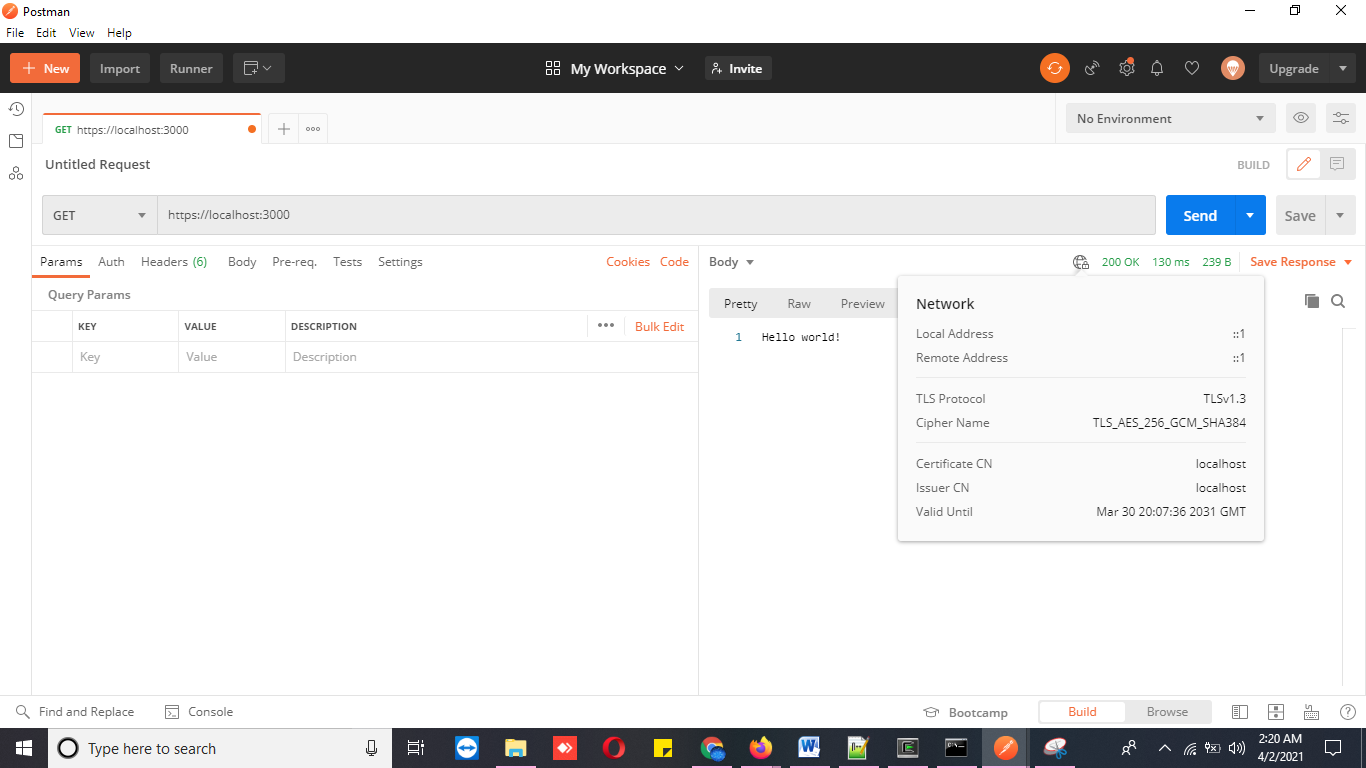 Postman
File Edit View Help
New Import Runner My Workspace Invite Upgrade
GET https://localhost:3000 No Environment
Untitled Request BUILD
GET https://localhost:3000 Send Save
Params Auth Headers (6) Body Pre-req. Tests Settings Cookies Code
Body 200 OK 130 ms 239 B Save Response
Query Params
KEY VALUE DESCRIPTION Bulk Edit
Key Value Description
Pretty Raw Preview
1 Hello world!
Network
Local Address ::1
Remote Address ::1
TLS Protocol TLSv1.3
Cipher Name TLS_AES_256_GCM_SHA384
Certificate CN localhost
Issuer CN localhost
Valid Until Mar 30 20:07:36 2031 GMT
Find and Replace Console Bootcamp Build Browse
Type here to search
2:20 AM
4/2/2021